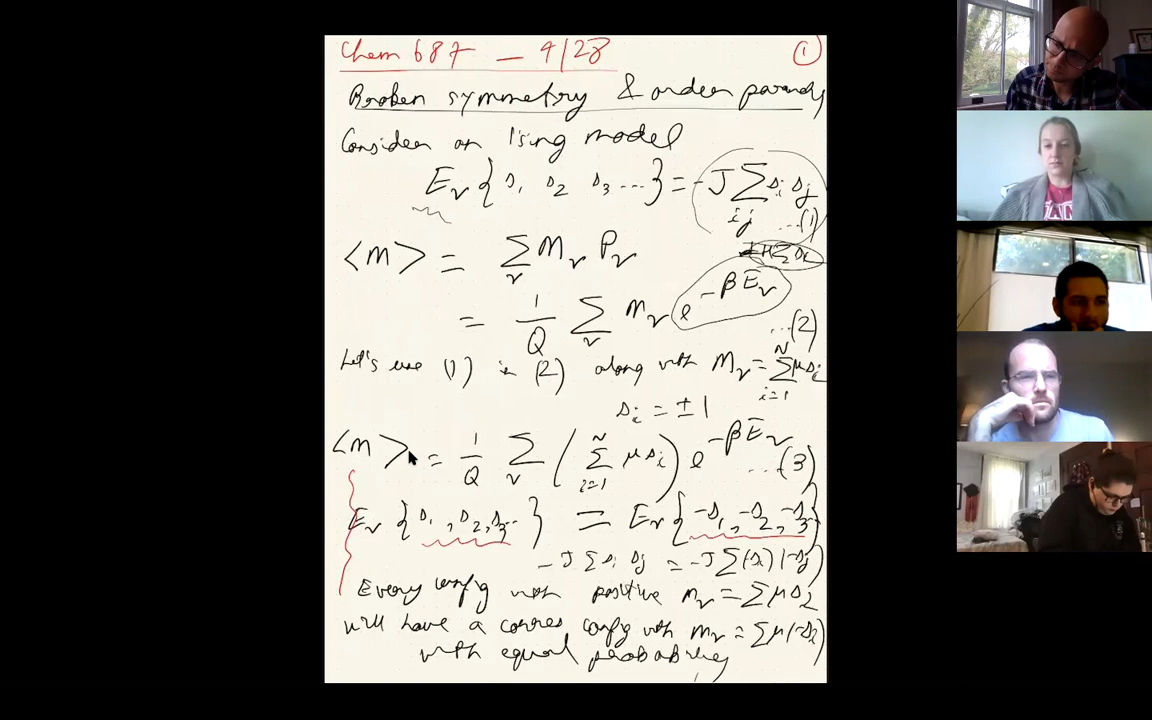 Chem 687 — 4/28 ①
Broken symmetry & order
Consider an Ising model
E_ν{s₁ s₂ s₃ ...} = -J Σ_{ij} s_i s_j ...(1)
H Σ s_i
<m> = Σ_ν M_ν P_ν
= 1/Q Σ_ν M_ν e^{-βE_ν} ...(2)
Let's use (1) in (2) along with M_ν = Σ_{i=1}^N μs_i
s_i = ±1
<m> = 1/Q Σ_ν ( Σ_{i=1}^N μs_i ) e^{-βE_ν} ...(3)
E_ν{s₁, s₂, s₃..} = E_ν{-s₁, -s₂, -s₃}
-J Σ s_i s_j = -J Σ(-s_i)(-s_j)
Every config with positive M_ν = Σ μs_i
will have a corres config with M_ν = Σ μ(-s_i)
with equal probability